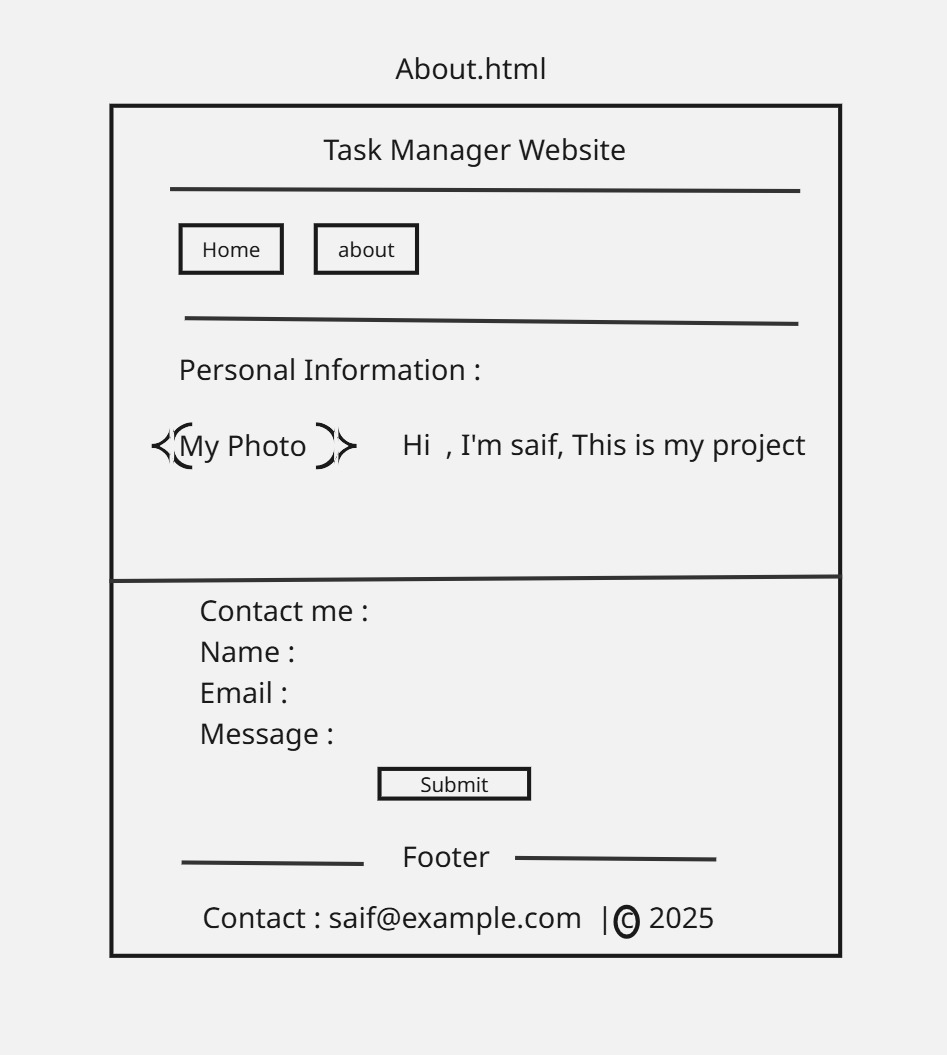 About.html
Task Manager Website
Home about
Personal Information :
My Photo Hi , I'm saif, This is my project
Contact me :
Name :
Email :
Message :
Submit
Footer
Contact : saif@example.com | © 2025